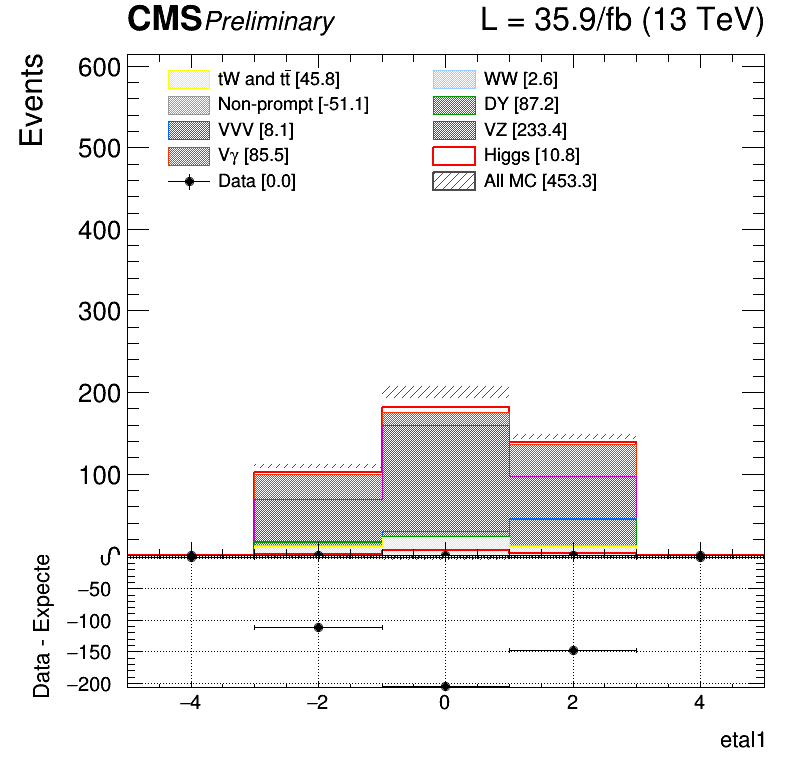 CMS Preliminary L = 35.9/fb (13 TeV)
Events
600
500
400
300
200
100
0
tW and tt̄ [45.8]
Non-prompt [-51.1]
VVV [8.1]
Vγ [85.5]
Data [0.0]
WW [2.6]
DY [87.2]
VZ [233.4]
Higgs [10.8]
All MC [453.3]
Data - Expecte
0
−50
−100
−150
−200
−4 −2 0 2 4
etal1